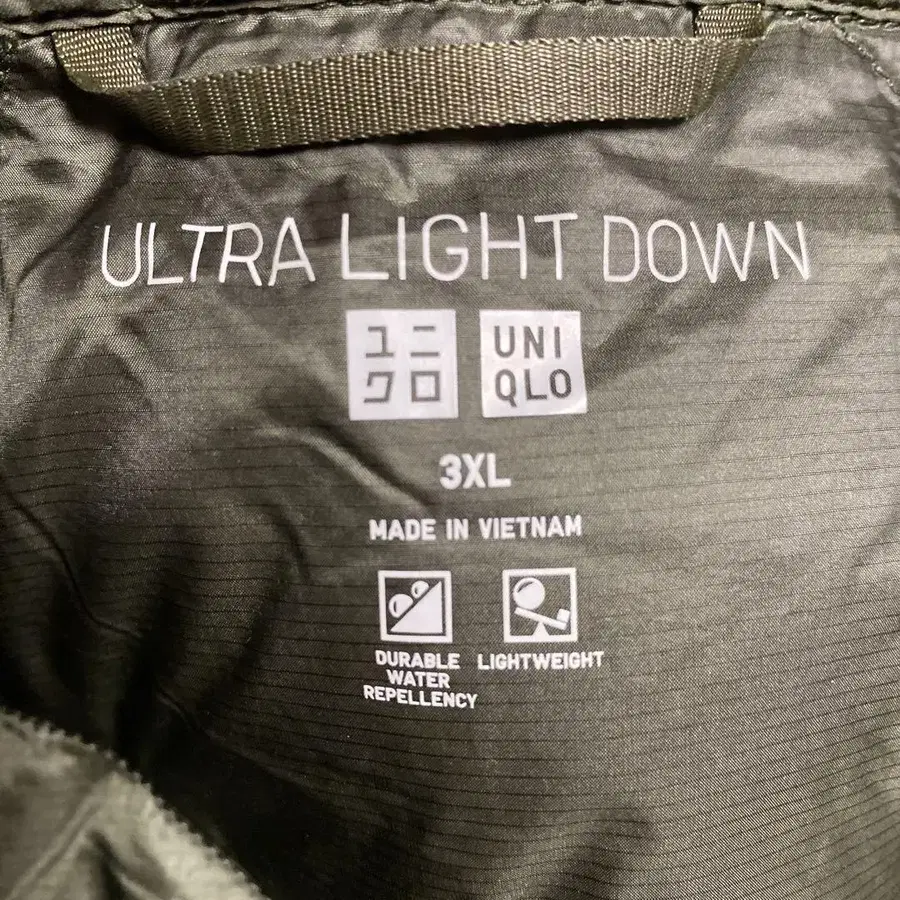 ULTRA LIGHT DOWN
ユニ
クロ
UNI
QLO
3XL
MADE IN VIETNAM
DURABLE
WATER
REPELLENCY
LIGHTWEIGHT